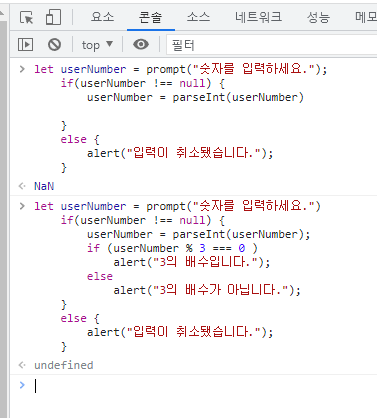 요소 콘솔 소스 네트워크 성능 메모
top 필터
let userNumber = prompt("숫자를 입력하세요.");
if(userNumber !== null) {
userNumber = parseInt(userNumber)
}
else {
alert("입력이 취소됐습니다.");
}
NaN
let userNumber = prompt("숫자를 입력하세요.")
if(userNumber !== null) {
userNumber = parseInt(userNumber);
if (userNumber % 3 === 0 )
alert("3의 배수입니다.");
else
alert("3의 배수가 아닙니다.");
}
else {
alert("입력이 취소됐습니다.");
}
undefined